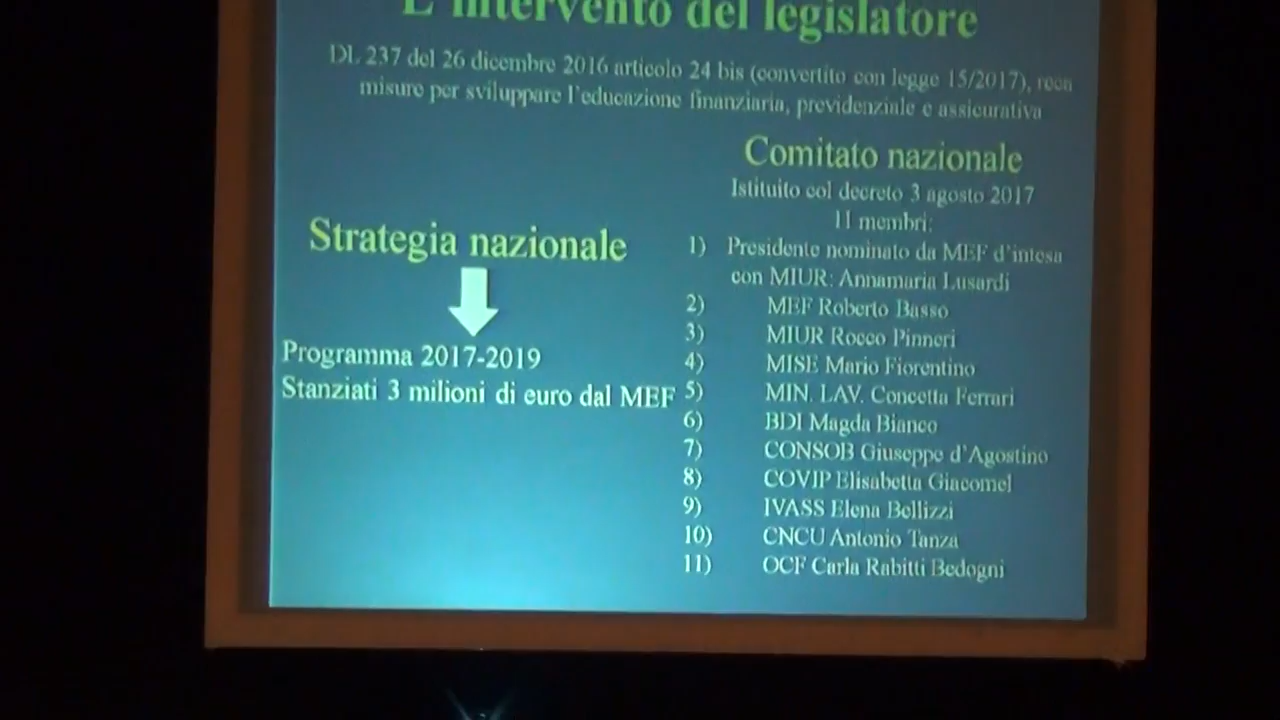 L'intervento del legislatore
DL 237 del 26 dicembre 2016 articolo 24 bis (convertito con legge 15/2017), reca
misure per sviluppare l'educazione finanziaria, previdenziale e assicurativa
Comitato nazionale
Istituito col decreto 3 agosto 2017
11 membri:
Strategia nazionale
Programma 2017-2019
Stanziati 3 milioni di euro dal MEF
1) Presidente nominato da MEF d'intesa
con MIUR: Annamaria Lusardi
2) MEF Roberto Basso
3) MIUR Rocco Pinneri
4) MISE Mario Fiorentino
5) MIN. LAV. Concetta Ferrari
6) BDI Magda Bianco
7) CONSOB Giuseppe d'Agostino
8) COVIP Elisabetta Giacomel
9) IVASS Elena Bellizzi
10) CNCU Antonio Tanza
11) OCF Carla Rabitti Bedogni